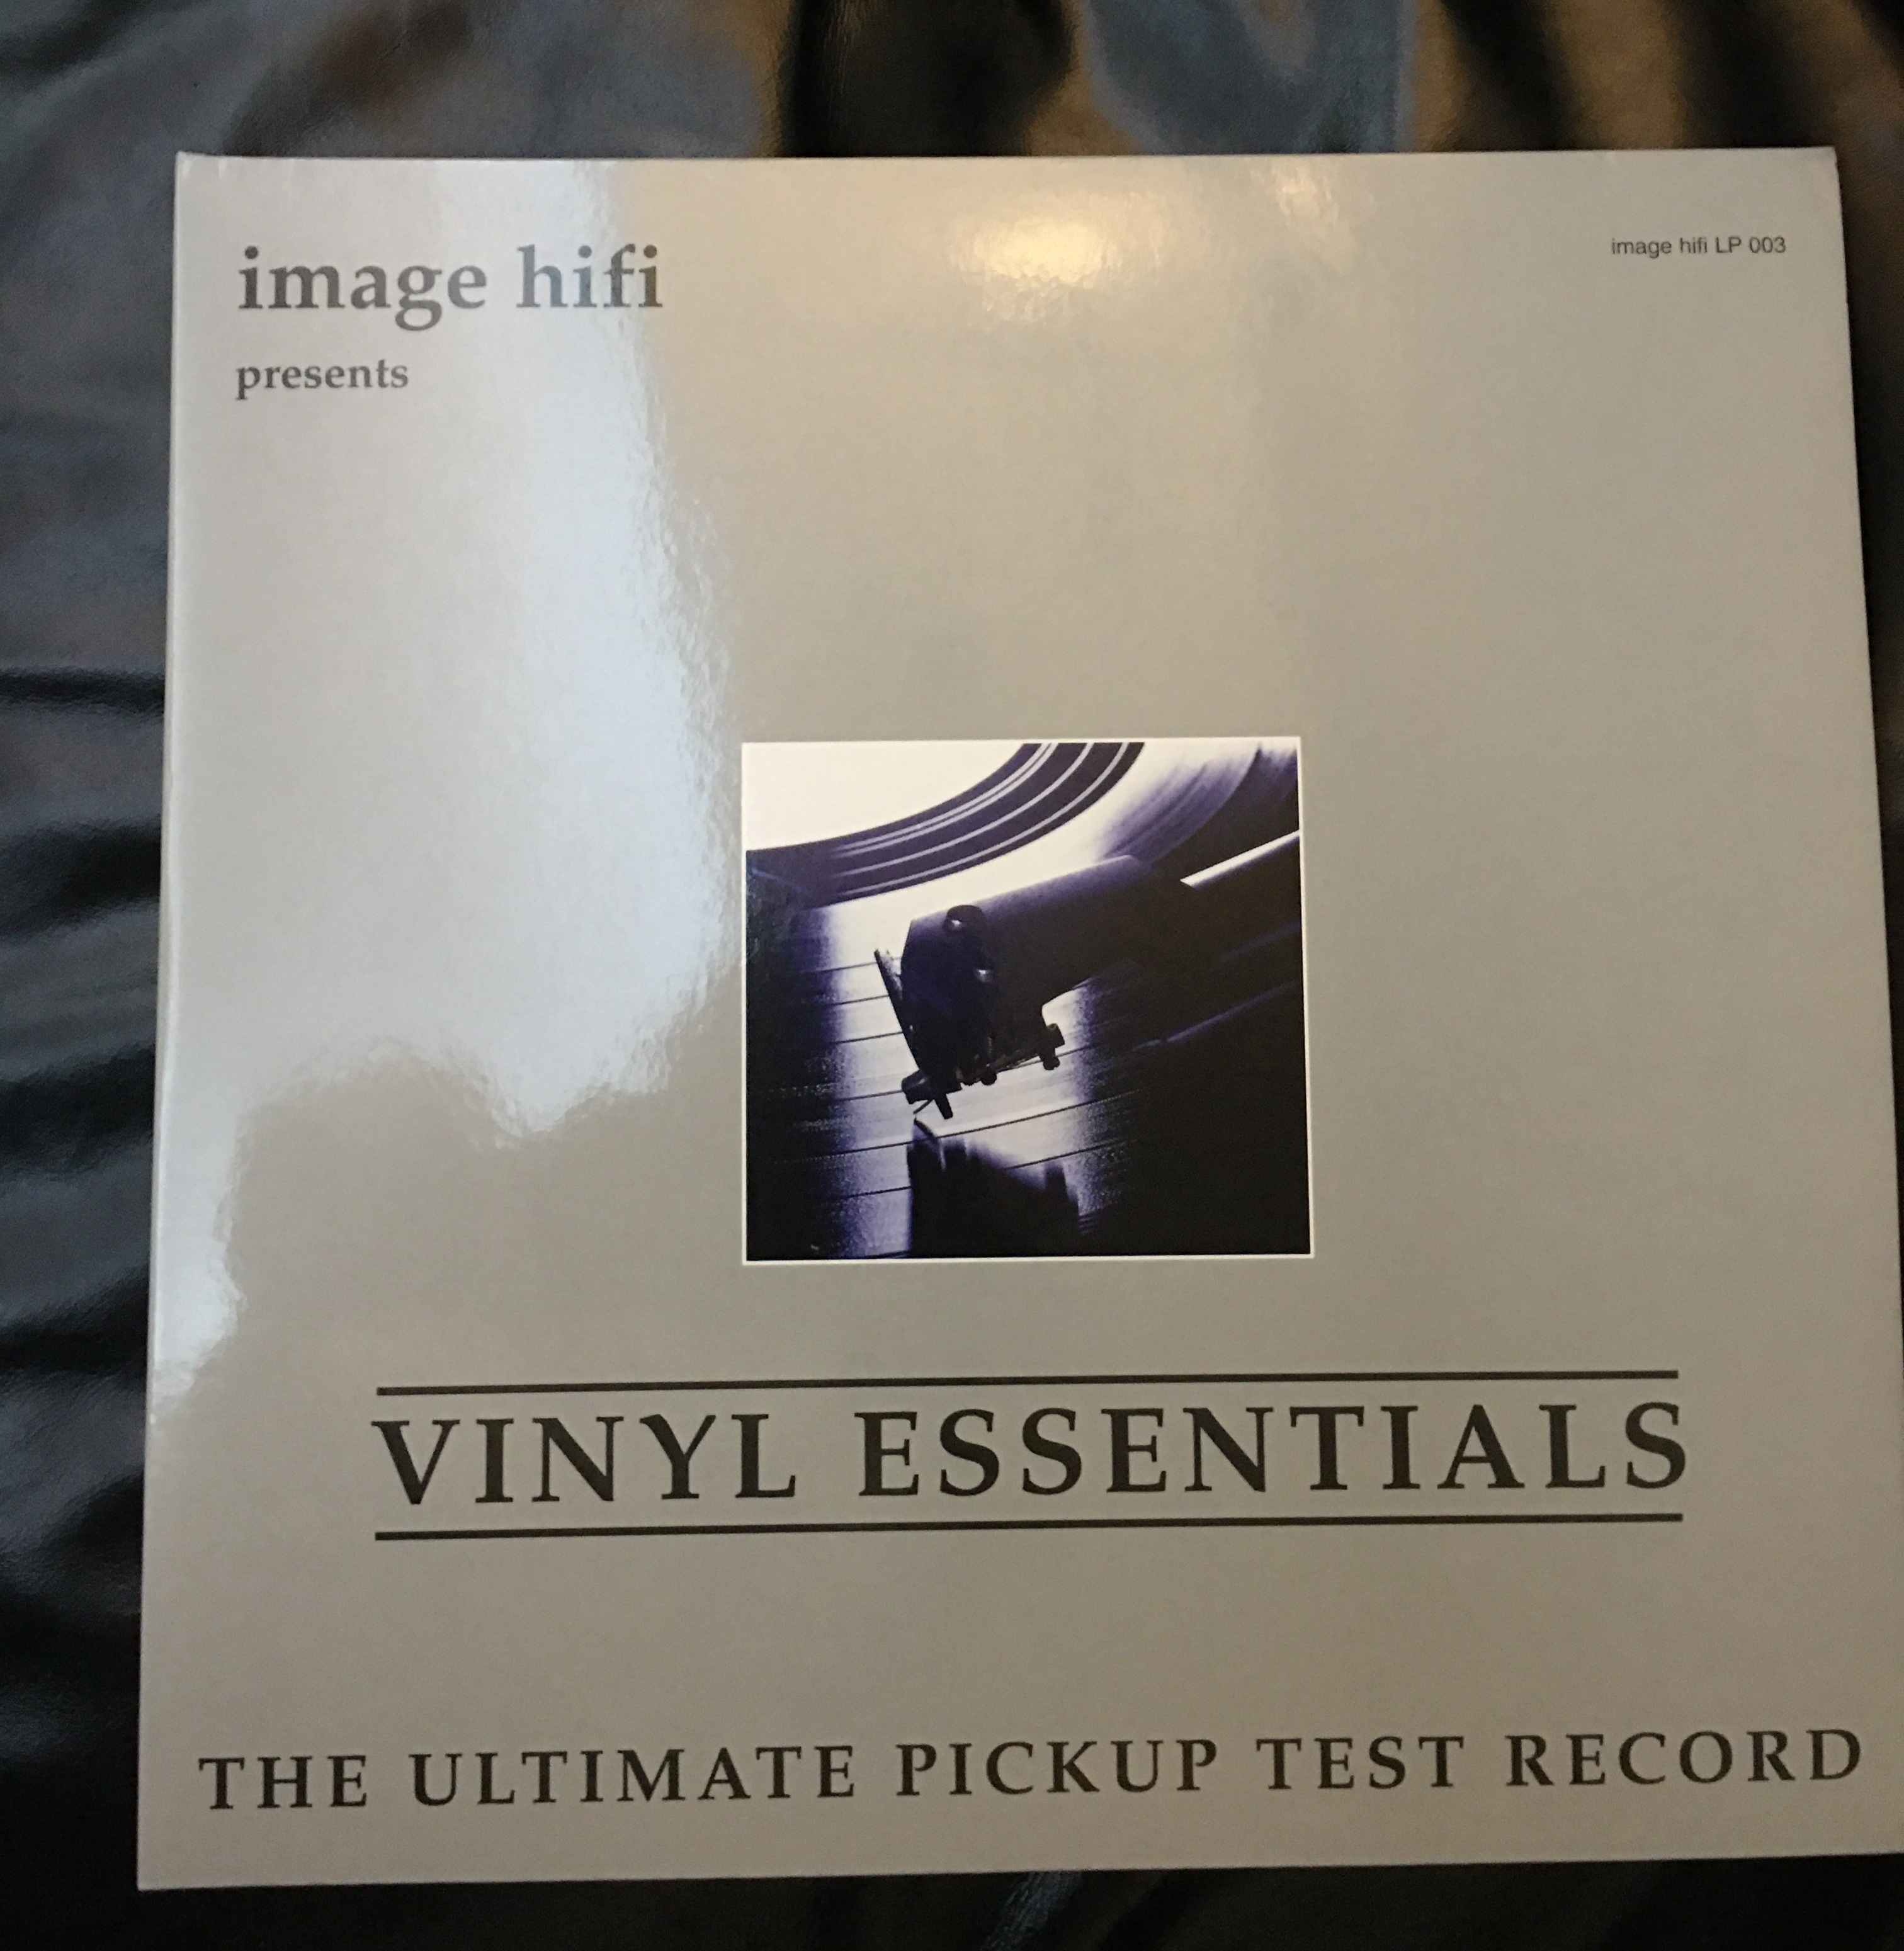 image hifi
image hifi LP 003
presents
VINYL ESSENTIALS
THE ULTIMATE PICKUP TEST RECORD